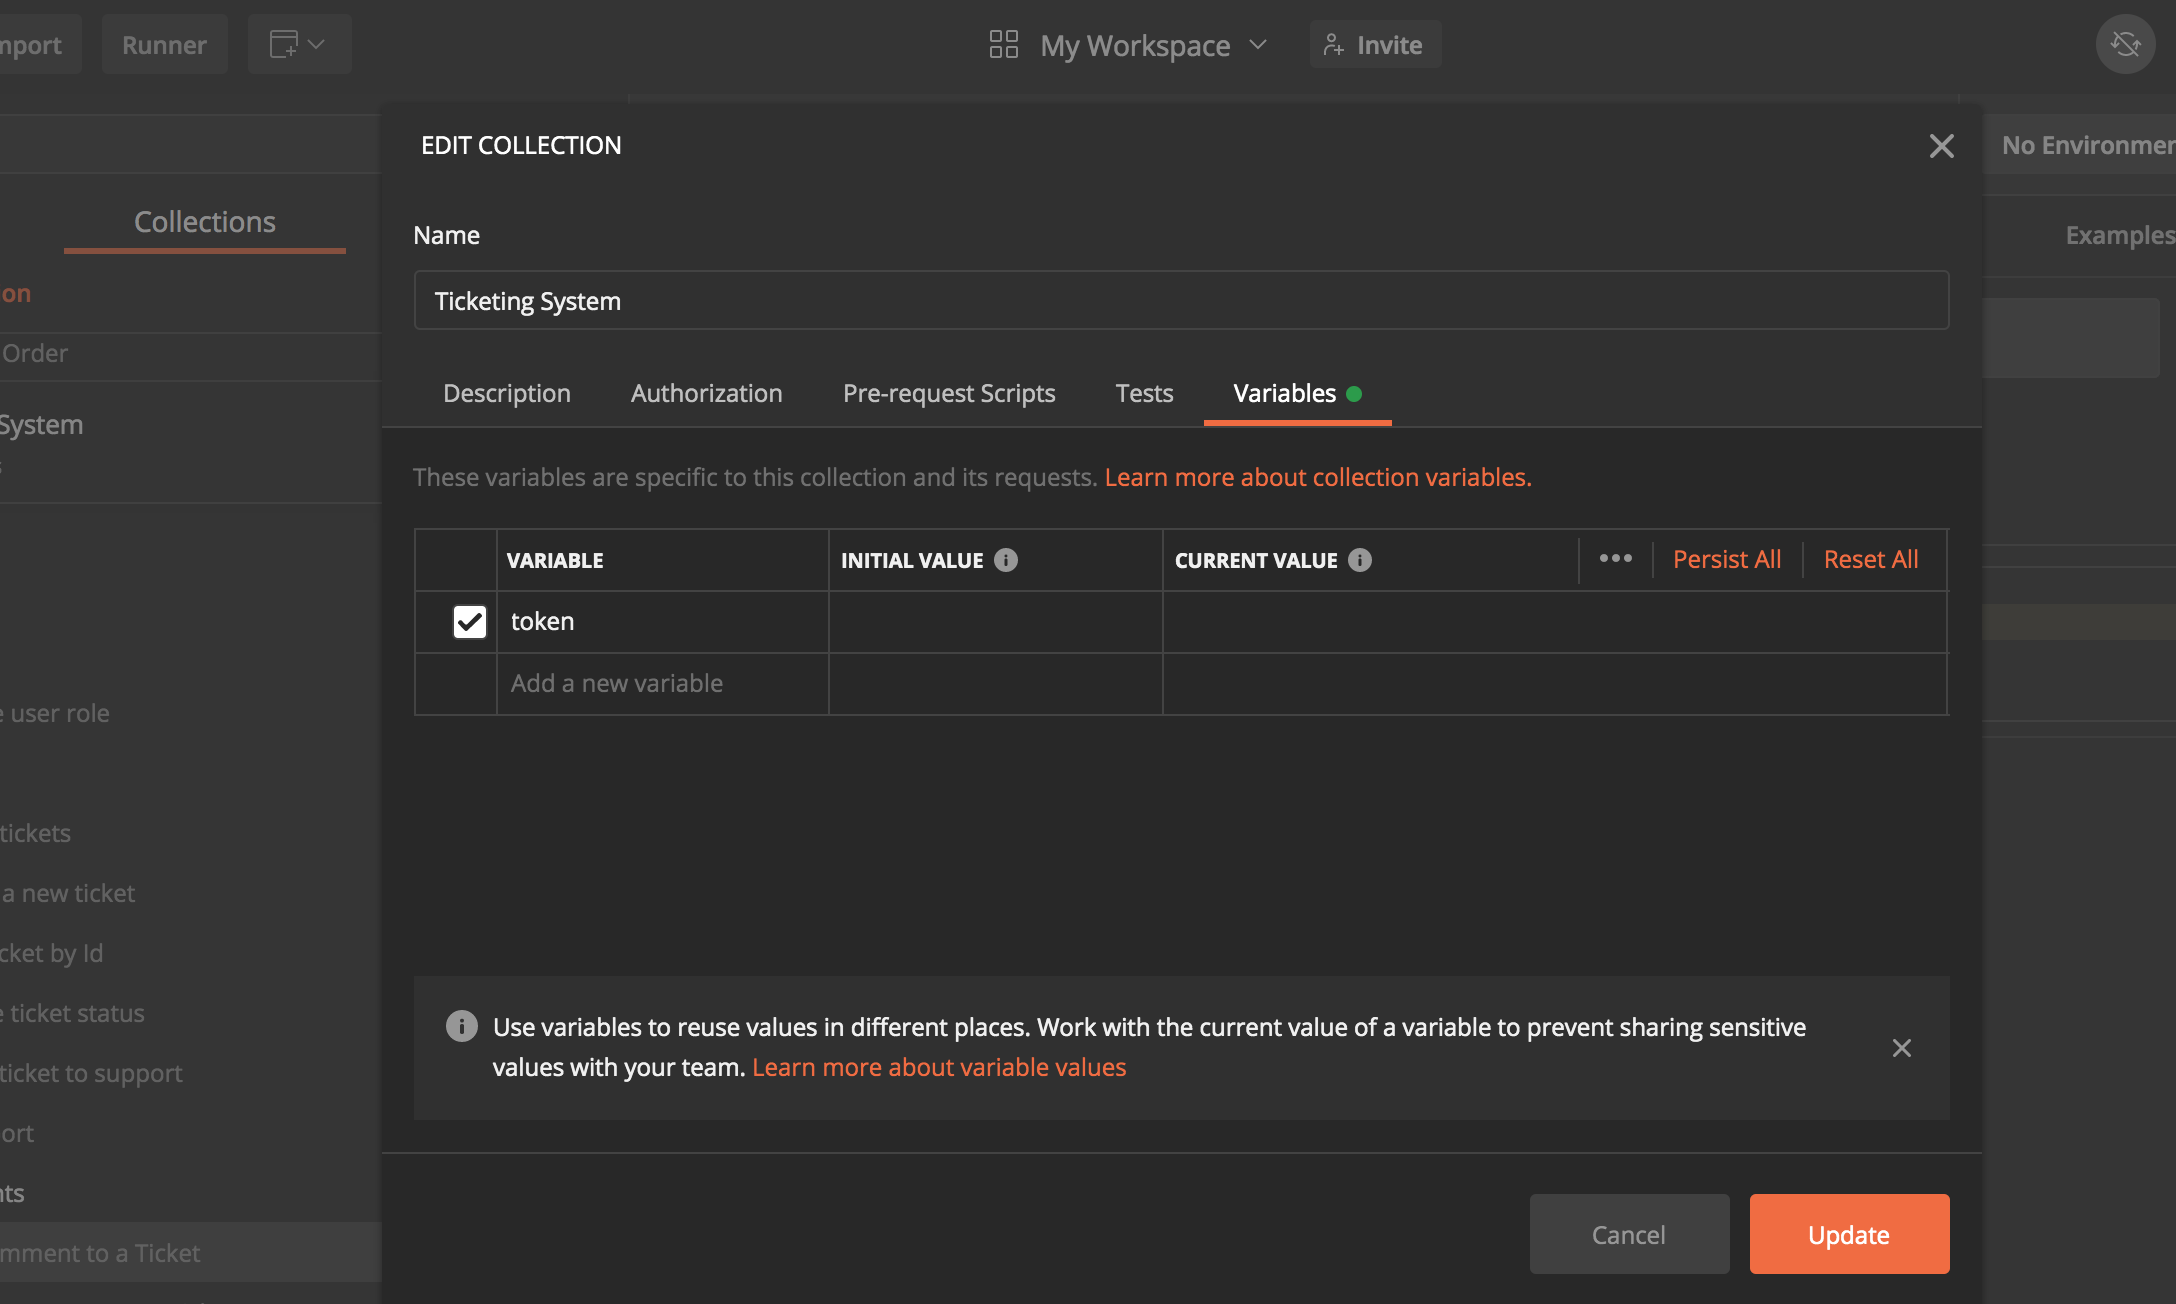 Runner
My Workspace
Invite
EDIT COLLECTION
No Environmen
Collections
Name
Examples
on
Ticketing System
Order
Description Authorization Pre-request Scripts Tests Variables
System
These variables are specific to this collection and its requests. Learn more about collection variables.
VARIABLE INITIAL VALUE CURRENT VALUE Persist All Reset All
token
Add a new variable
e user role
tickets
a new ticket
cket by Id
e ticket status
Use variables to reuse values in different places. Work with the current value of a variable to prevent sharing sensitive
values with your team. Learn more about variable values
ticket to support
ort
nts
mment to a Ticket
Cancel Update